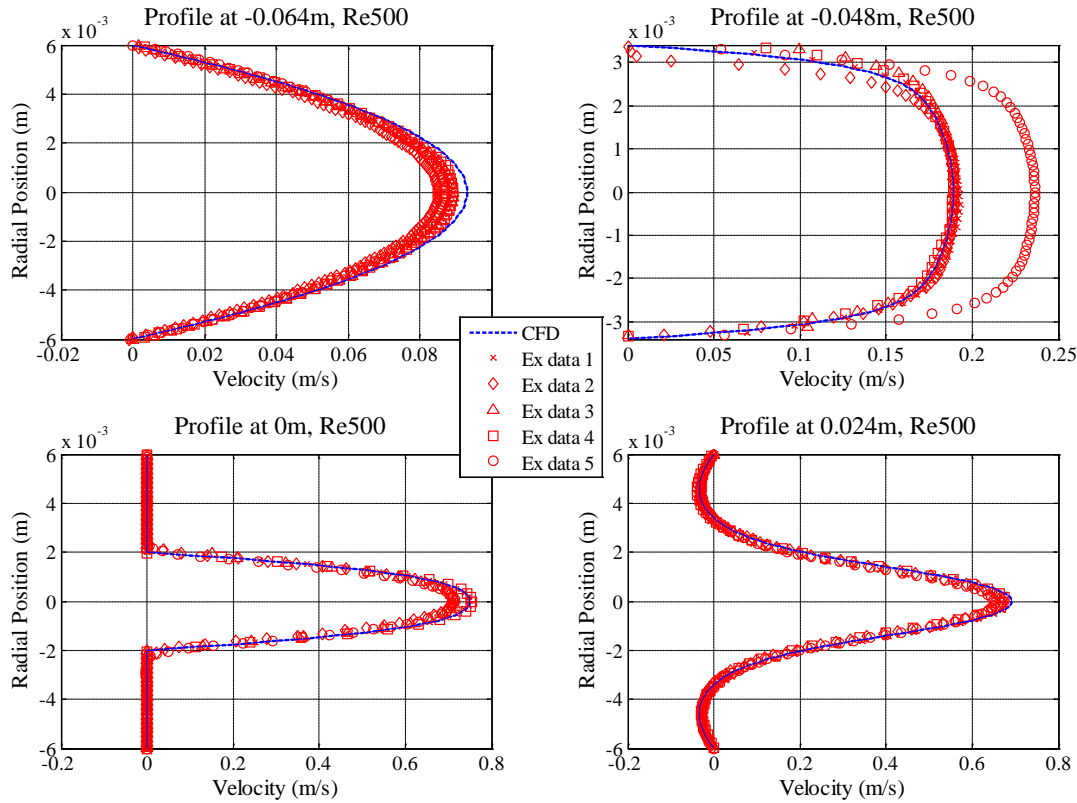 Profile at -0.064m, Re500
x 10⁻³
6
4
2
0
-2
-4
-6
-0.02 0 0.02 0.04 0.06 0.08 0.1
Radial Position (m)
Velocity (m/s)
Profile at -0.048m, Re500
x 10⁻³
3
2
1
0
-1
-2
-3
0 0.05 0.1 0.15 0.2 0.25
Radial Position (m)
Velocity (m/s)
CFD
Ex data 1
Ex data 2
Ex data 3
Ex data 4
Ex data 5
Profile at 0m, Re500
x 10⁻³
6
4
2
0
-2
-4
-6
-0.2 0 0.2 0.4 0.6 0.8
Radial Position (m)
Velocity (m/s)
Profile at 0.024m, Re500
x 10⁻³
6
4
2
0
-2
-4
-6
-0.2 0 0.2 0.4 0.6 0.8
Radial Position (m)
Velocity (m/s)